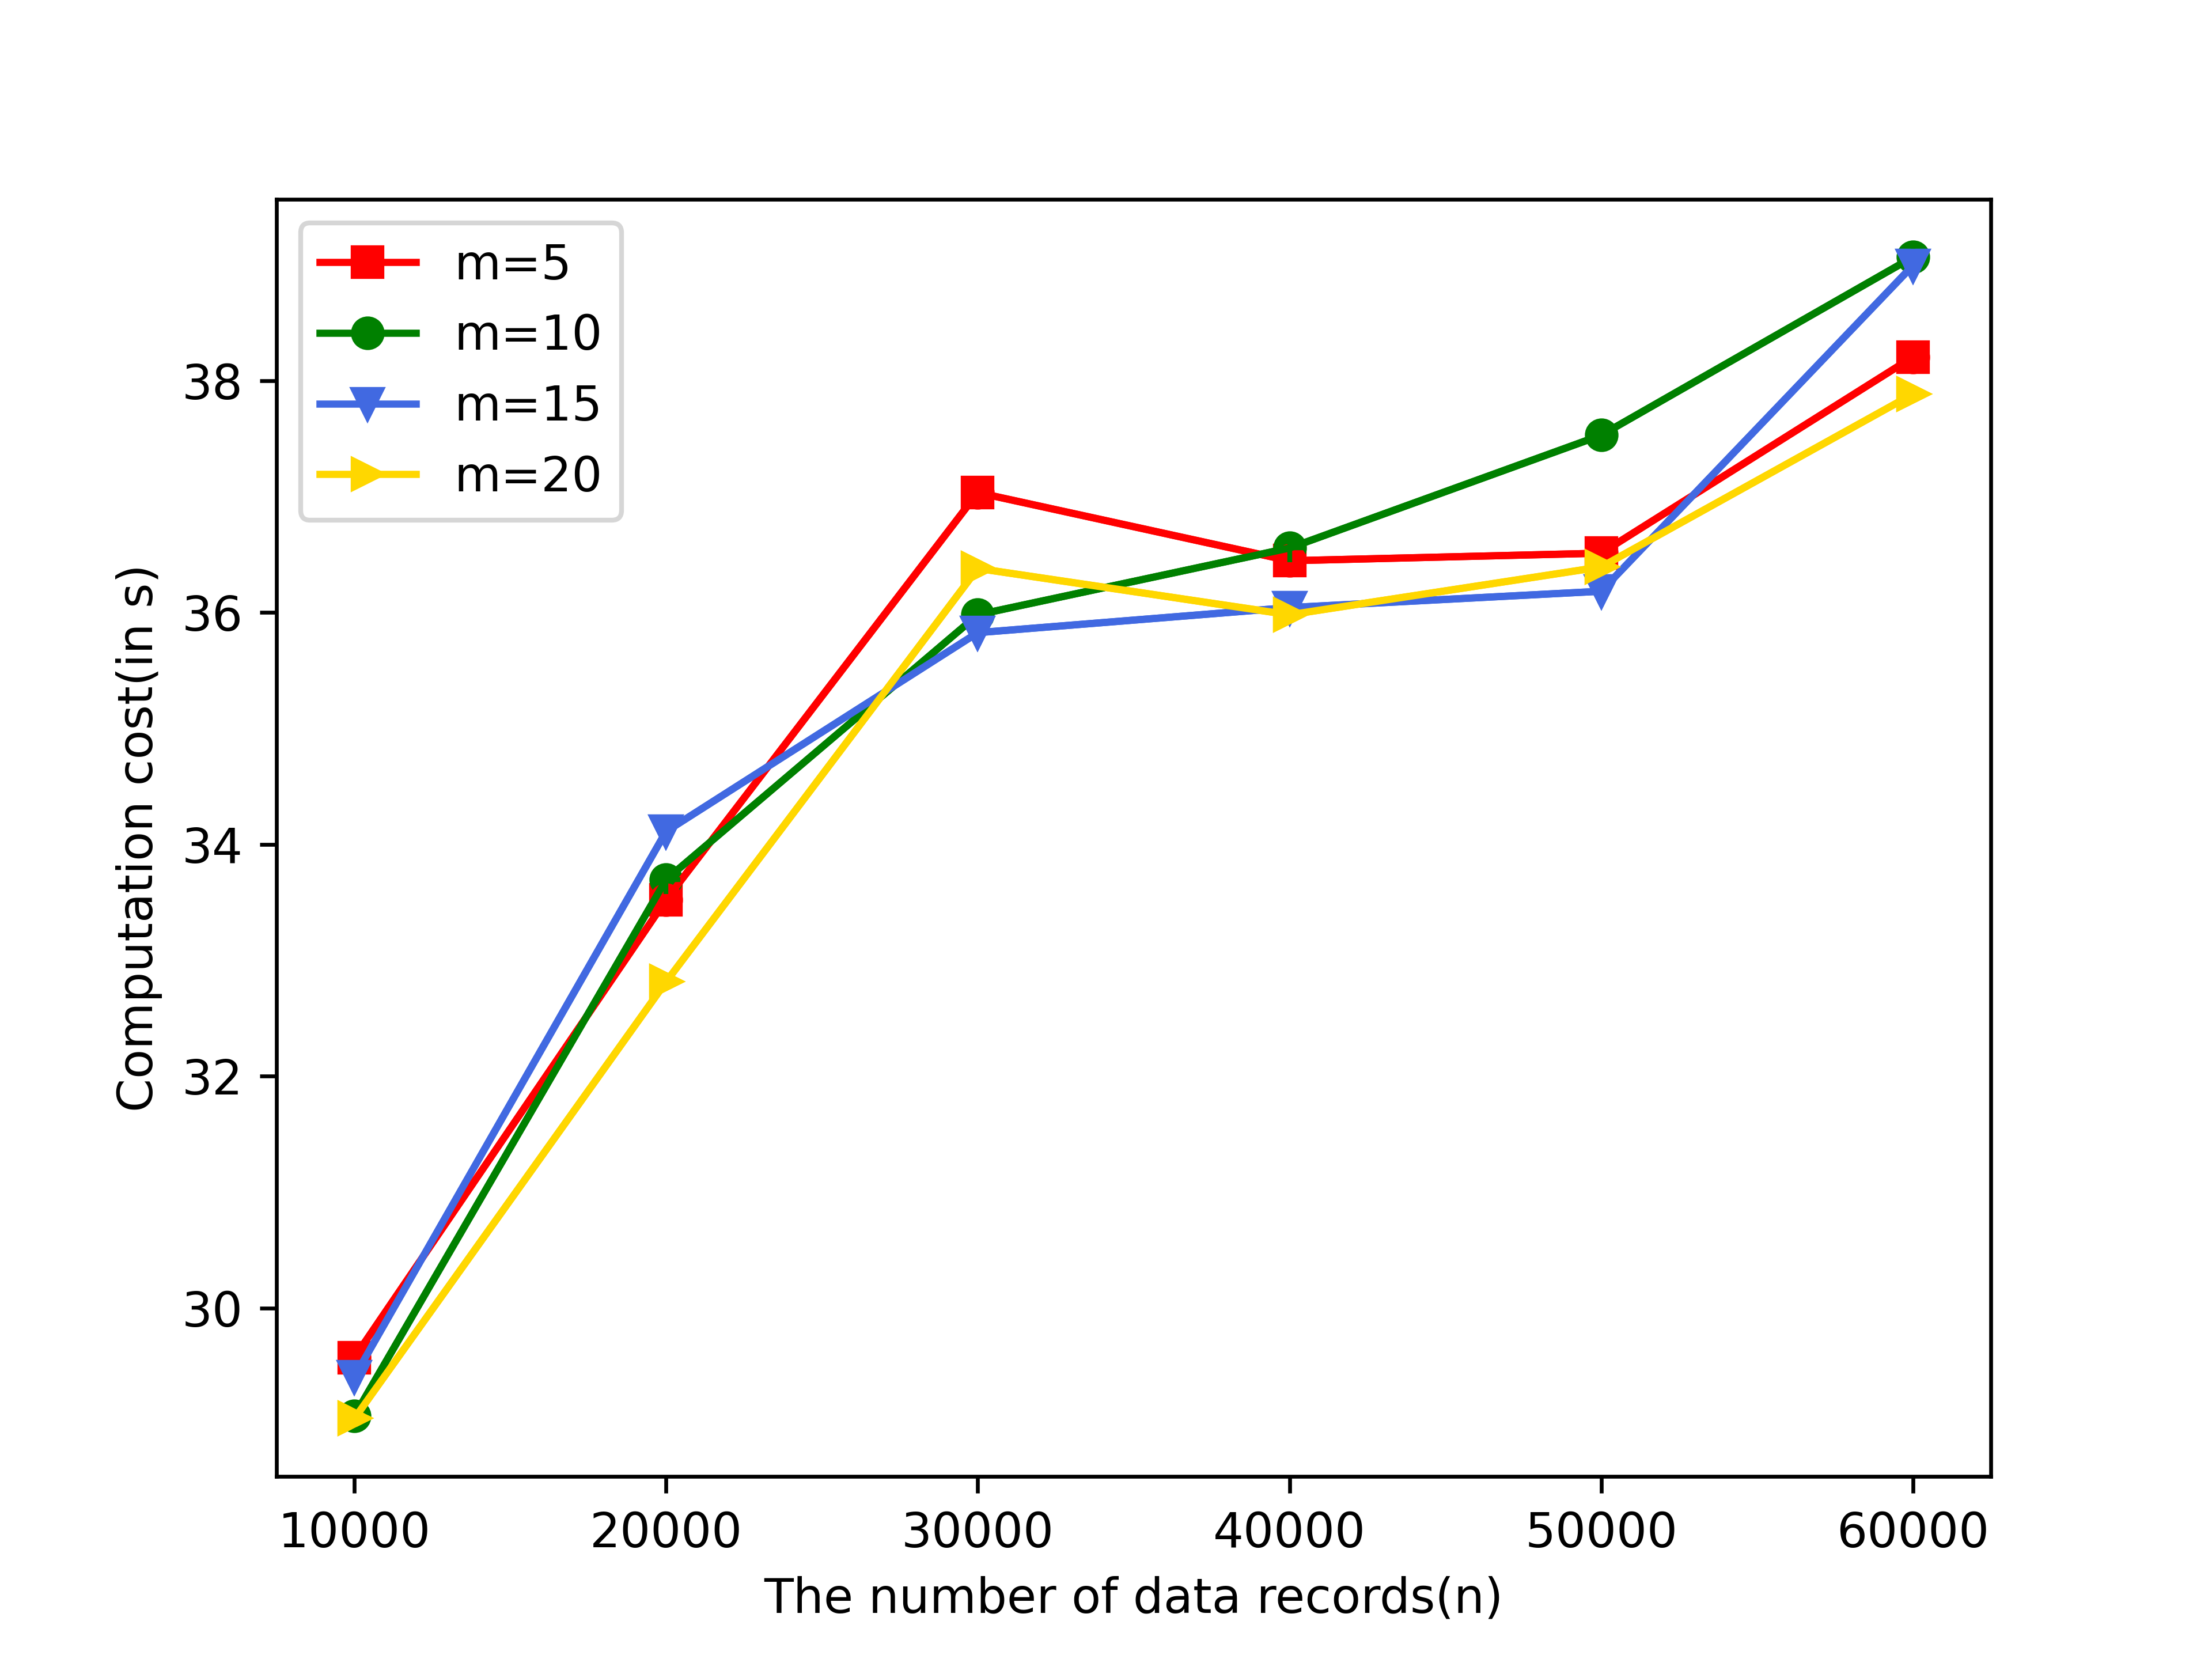 m=5
m=10
m=15
m=20
Computation cost(in s)
38
36
34
32
30
10000 20000 30000 40000 50000 60000
The number of data records(n)